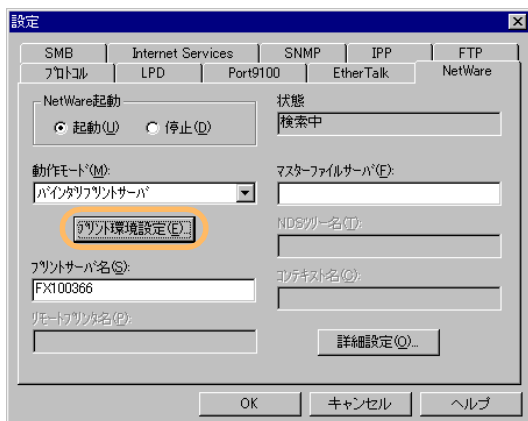 設定
SMB
Internet Services
SNMP
IPP
FTP
ﾌﾟﾛﾄｺﾙ
LPD
Port9100
EtherTalk
NetWare
NetWare起動
起動(U)
停止(D)
状態
検索中
動作ﾓｰﾄﾞ(M):
ﾊﾞｲﾝﾀﾞﾘﾌﾟﾘﾝﾄｻｰﾊﾞ
ﾏｽﾀｰﾌｧｲﾙｻｰﾊﾞ(F):
ﾌﾟﾘﾝﾄ環境設定(E)...
NDSﾂﾘｰ名(T):
ﾌﾟﾘﾝﾄｻｰﾊﾞ名(S):
FX100366
ｺﾝﾃｷｽﾄ名(C):
ﾘﾓｰﾄﾌﾟﾘﾝﾀ名(P):
詳細設定(O)...
OK
キャンセル
ヘルプ